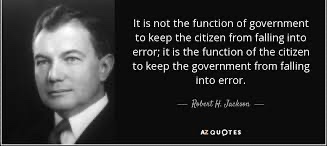 It is not the function of government
to keep the citizen from falling into
error; it is the function of the citizen
to keep the government from falling
into error.
— Robert H. Jackson —
AZ QUOTES